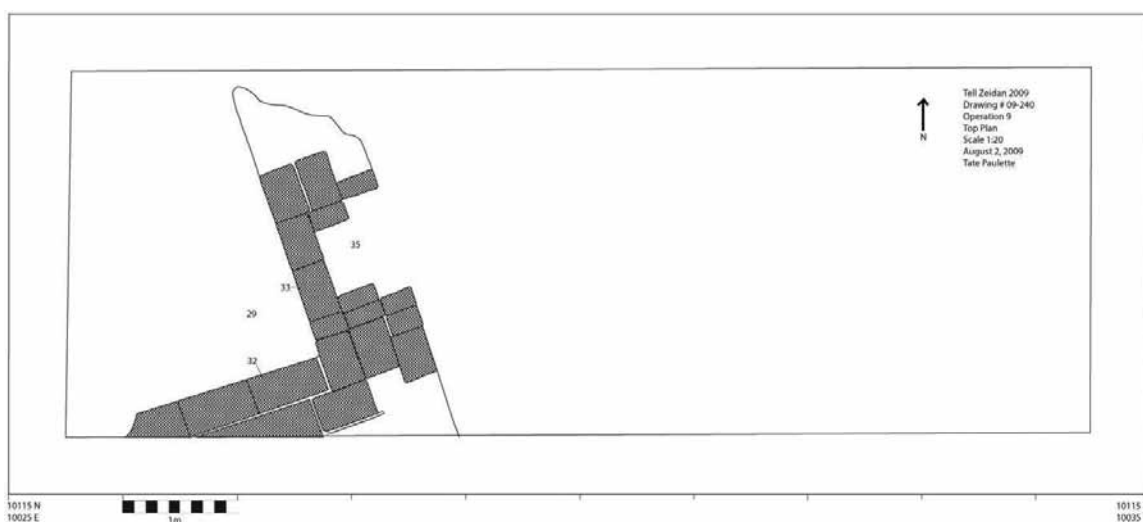 Tell Zeidan 2009
Drawing # 09-240
Operation 9
Top Plan
Scale 1:20
August 2, 2009
Tate Paulette
N
35
33
29
32
10115 N
10025 E
1m
10115
10035